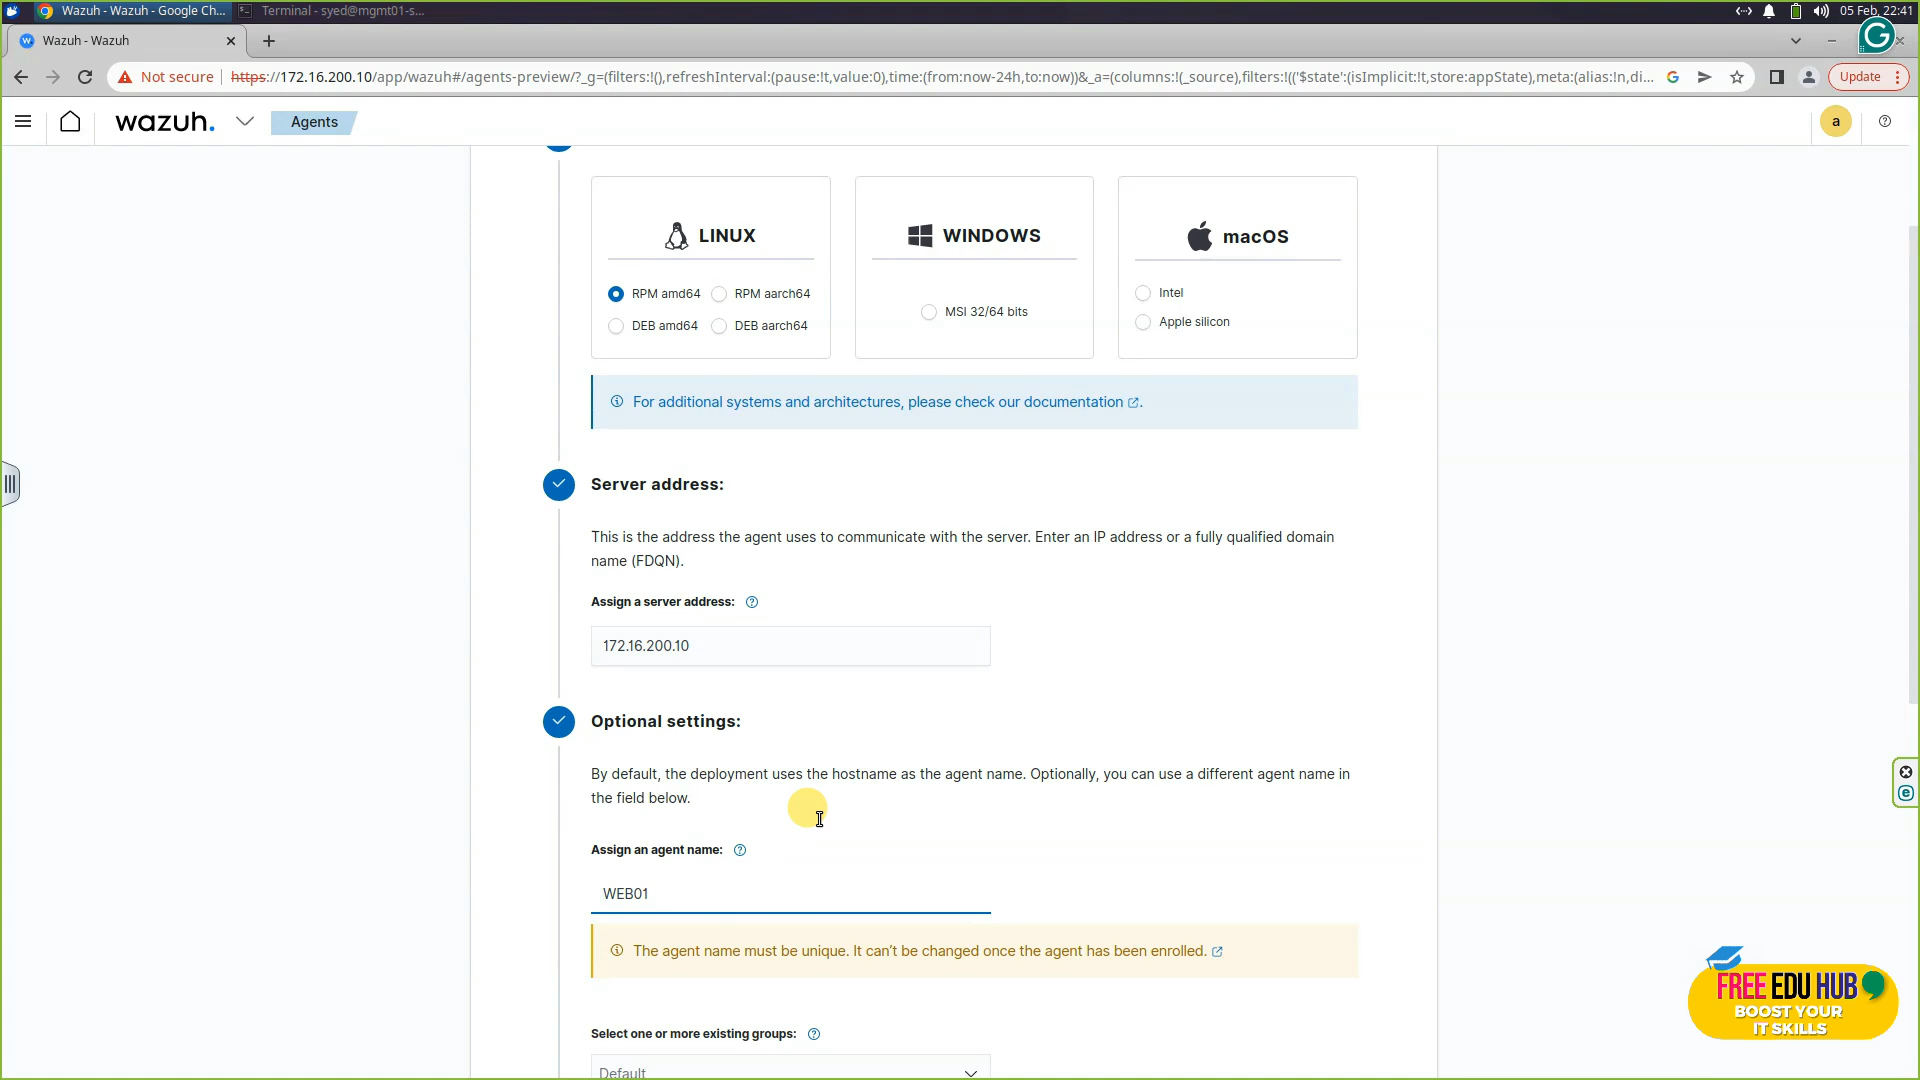 Wazuh - Wazuh - Google Ch...
Terminal - syed@mgmt01-s...
05 Feb, 22:41
Wazuh - Wazuh
Not secure
https://172.16.200.10/app/wazuh#/agents-preview/?_g=(filters:!(),refreshInterval:(pause:!t,value:0),time:(from:now-24h,to:now))&_a=(columns:!(_source),filters:!(('$state':(isImplicit:!t,store:appState),meta:(alias:!n,di...
Update
wazuh.
Agents
a
LINUX
WINDOWS
macOS
RPM amd64
RPM aarch64
DEB amd64
DEB aarch64
MSI 32/64 bits
Intel
Apple silicon
For additional systems and architectures, please check our documentation.
Server address:
This is the address the agent uses to communicate with the server. Enter an IP address or a fully qualified domain
name (FDQN).
Assign a server address:
172.16.200.10
Optional settings:
By default, the deployment uses the hostname as the agent name. Optionally, you can use a different agent name in
the field below.
Assign an agent name:
WEB01
The agent name must be unique. It can't be changed once the agent has been enrolled.
Select one or more existing groups:
Default
FREE EDU HUB
BOOST YOUR
IT SKILLS